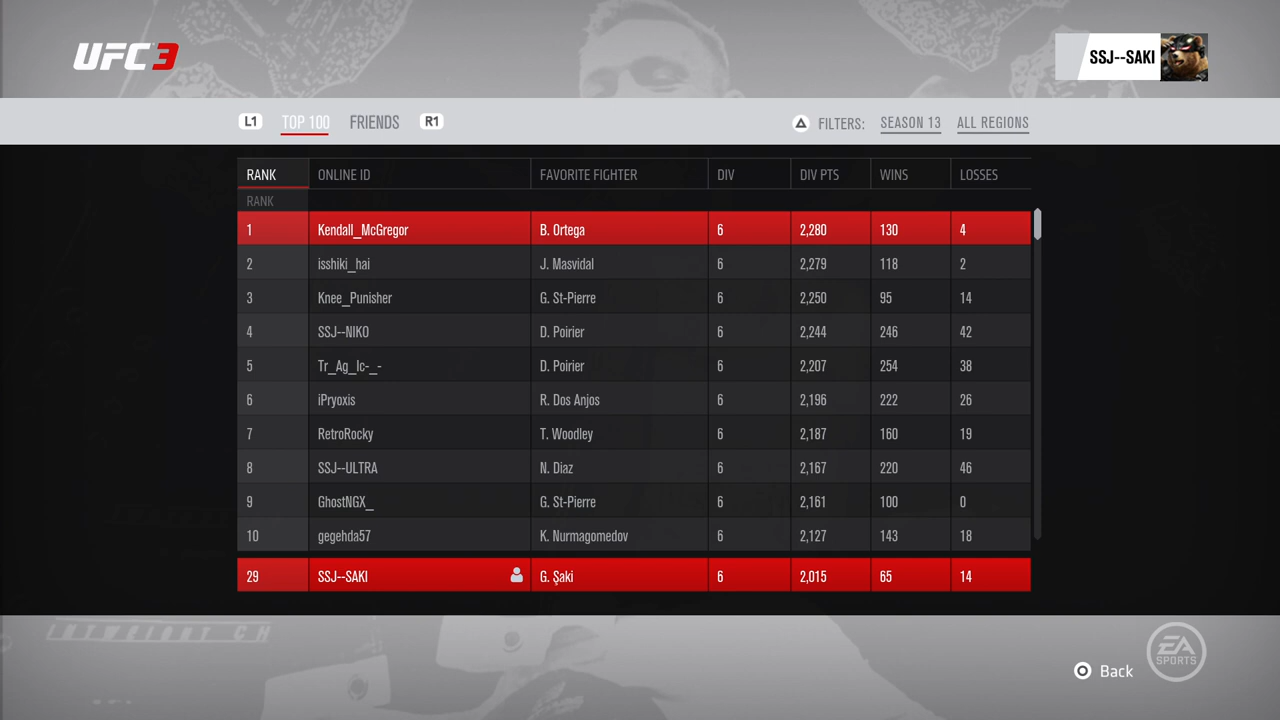 UFC 3
SSJ--SAKI
L1 TOP 100 FRIENDS R1 FILTERS: SEASON 13 ALL REGIONS
RANK ONLINE ID FAVORITE FIGHTER DIV DIV PTS WINS LOSSES
RANK
1 Kendall_McGregor B. Ortega 6 2,280 130 4
2 isshiki_hai J. Masvidal 6 2,279 118 2
3 Knee_Punisher G. St-Pierre 6 2,250 95 14
4 SSJ--NIKO D. Poirier 6 2,244 246 42
5 Tr_Ag_Ic-_- D. Poirier 6 2,207 254 38
6 iPryoxis R. Dos Anjos 6 2,196 222 26
7 RetroRocky T. Woodley 6 2,187 160 19
8 SSJ--ULTRA N. Diaz 6 2,167 220 46
9 GhostNGX_ G. St-Pierre 6 2,161 100 0
10 gegehda57 K. Nurmagomedov 6 2,127 143 18
29 SSJ--SAKI G. Şaki 6 2,015 65 14
EA
SPORTS
Back